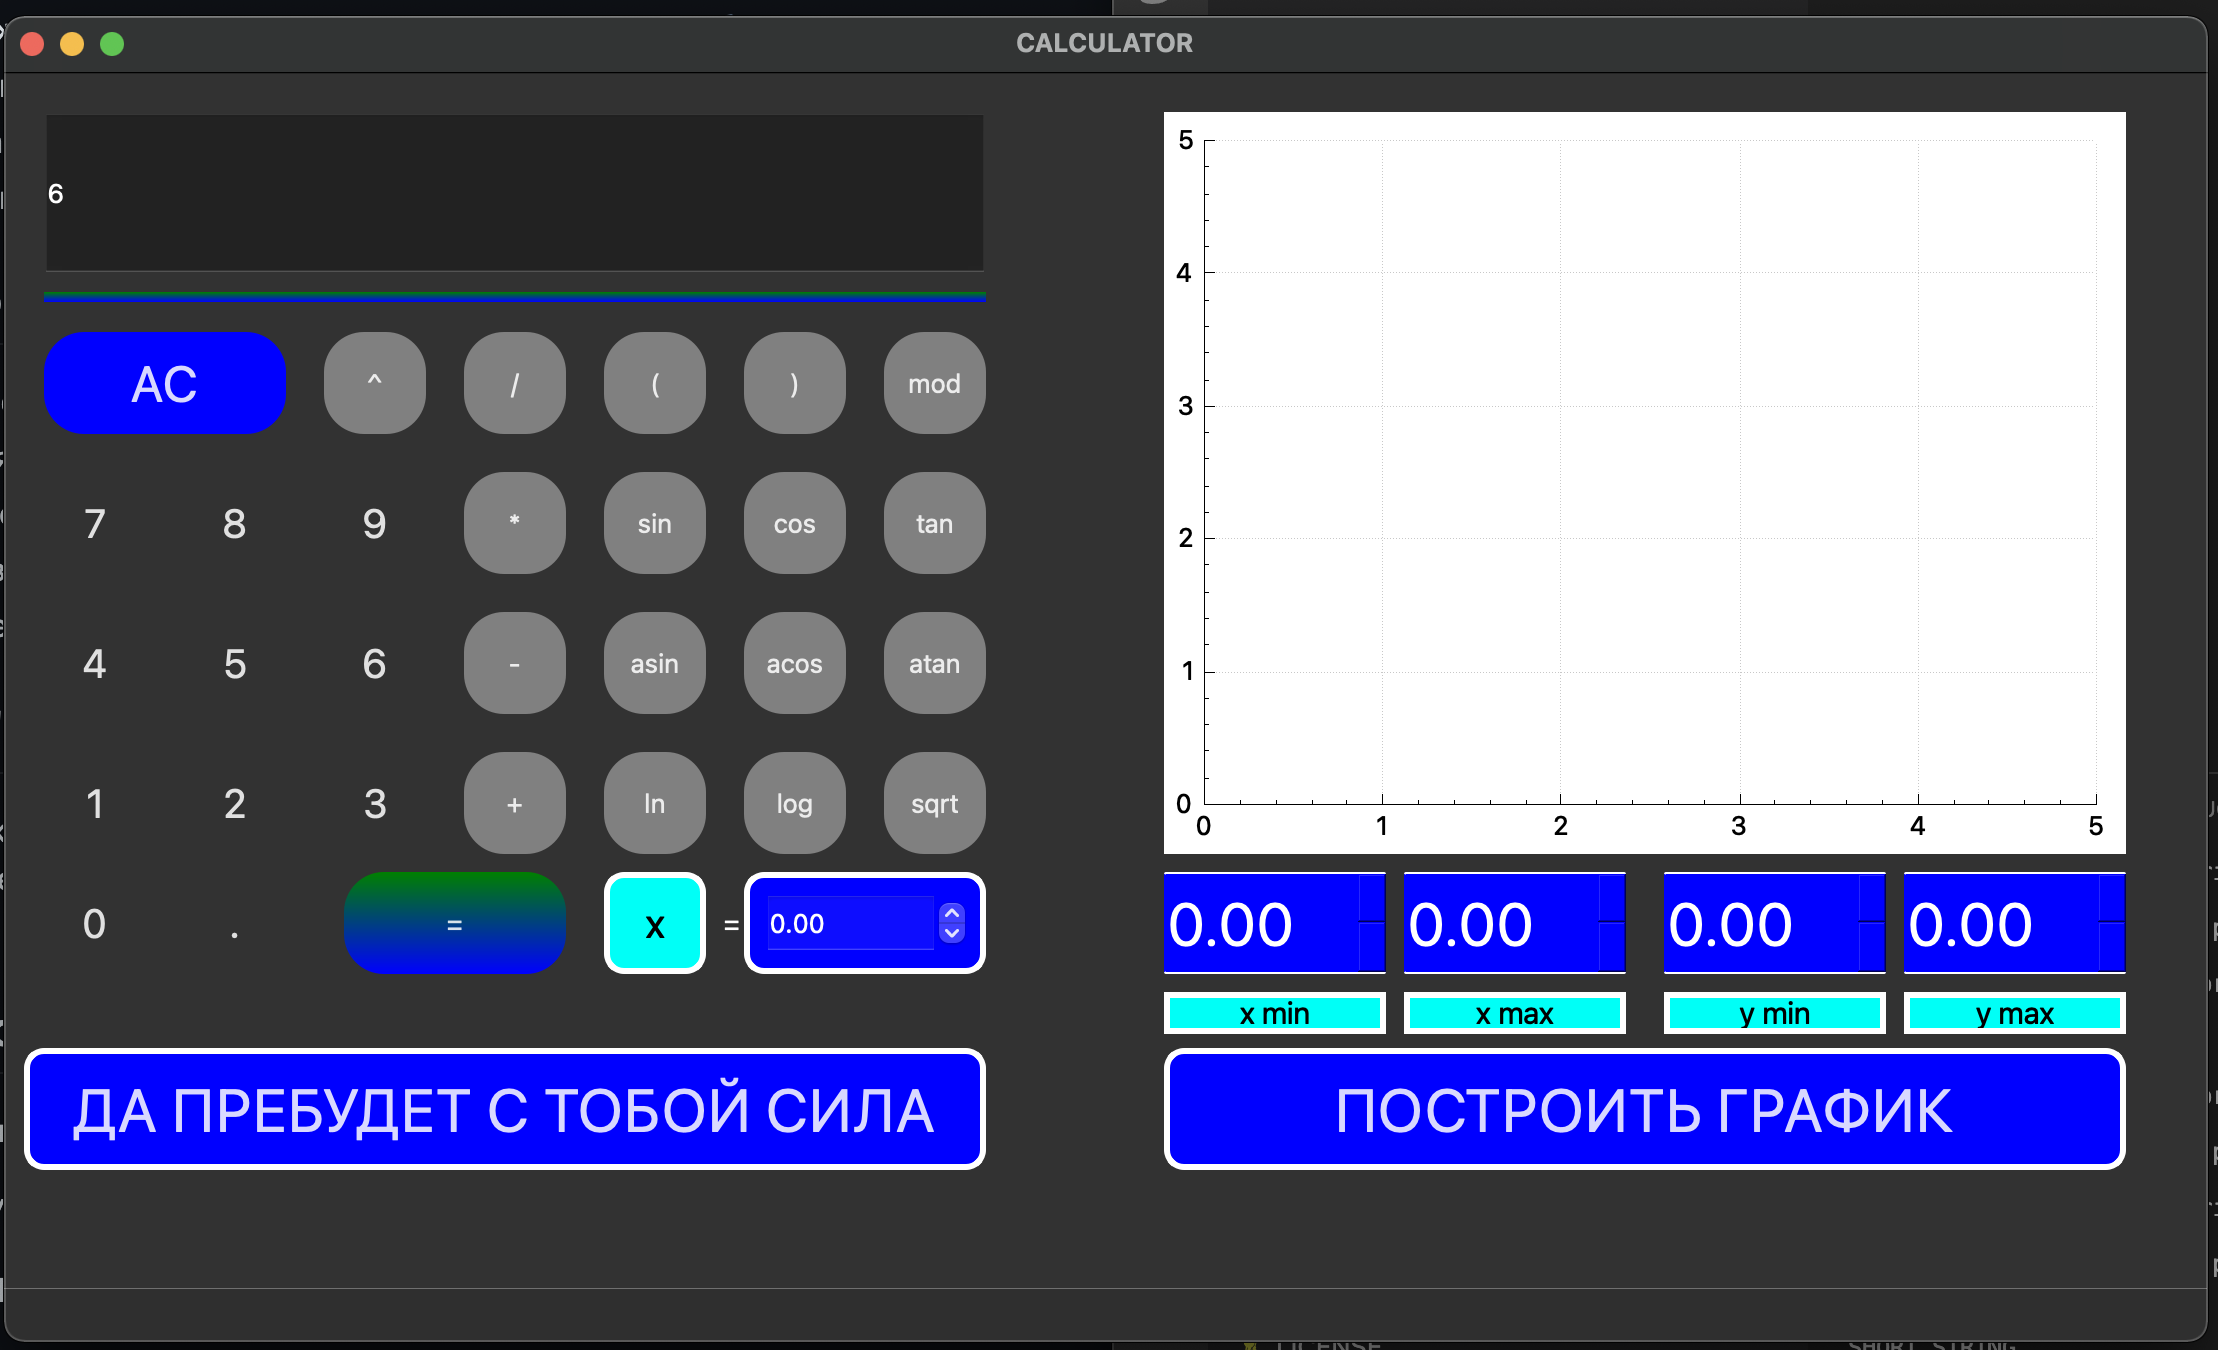 CALCULATOR
6
AC ^ / ( ) mod
7 8 9 * sin cos tan
4 5 6 - asin acos atan
1 2 3 + ln log sqrt
0 . = x = 0.00
ДА ПРЕБУДЕТ С ТОБОЙ СИЛА
5
4
3
2
1
0
0 1 2 3 4 5
0.00 0.00 0.00 0.00
x min x max y min y max
ПОСТРОИТЬ ГРАФИК
LICENSE